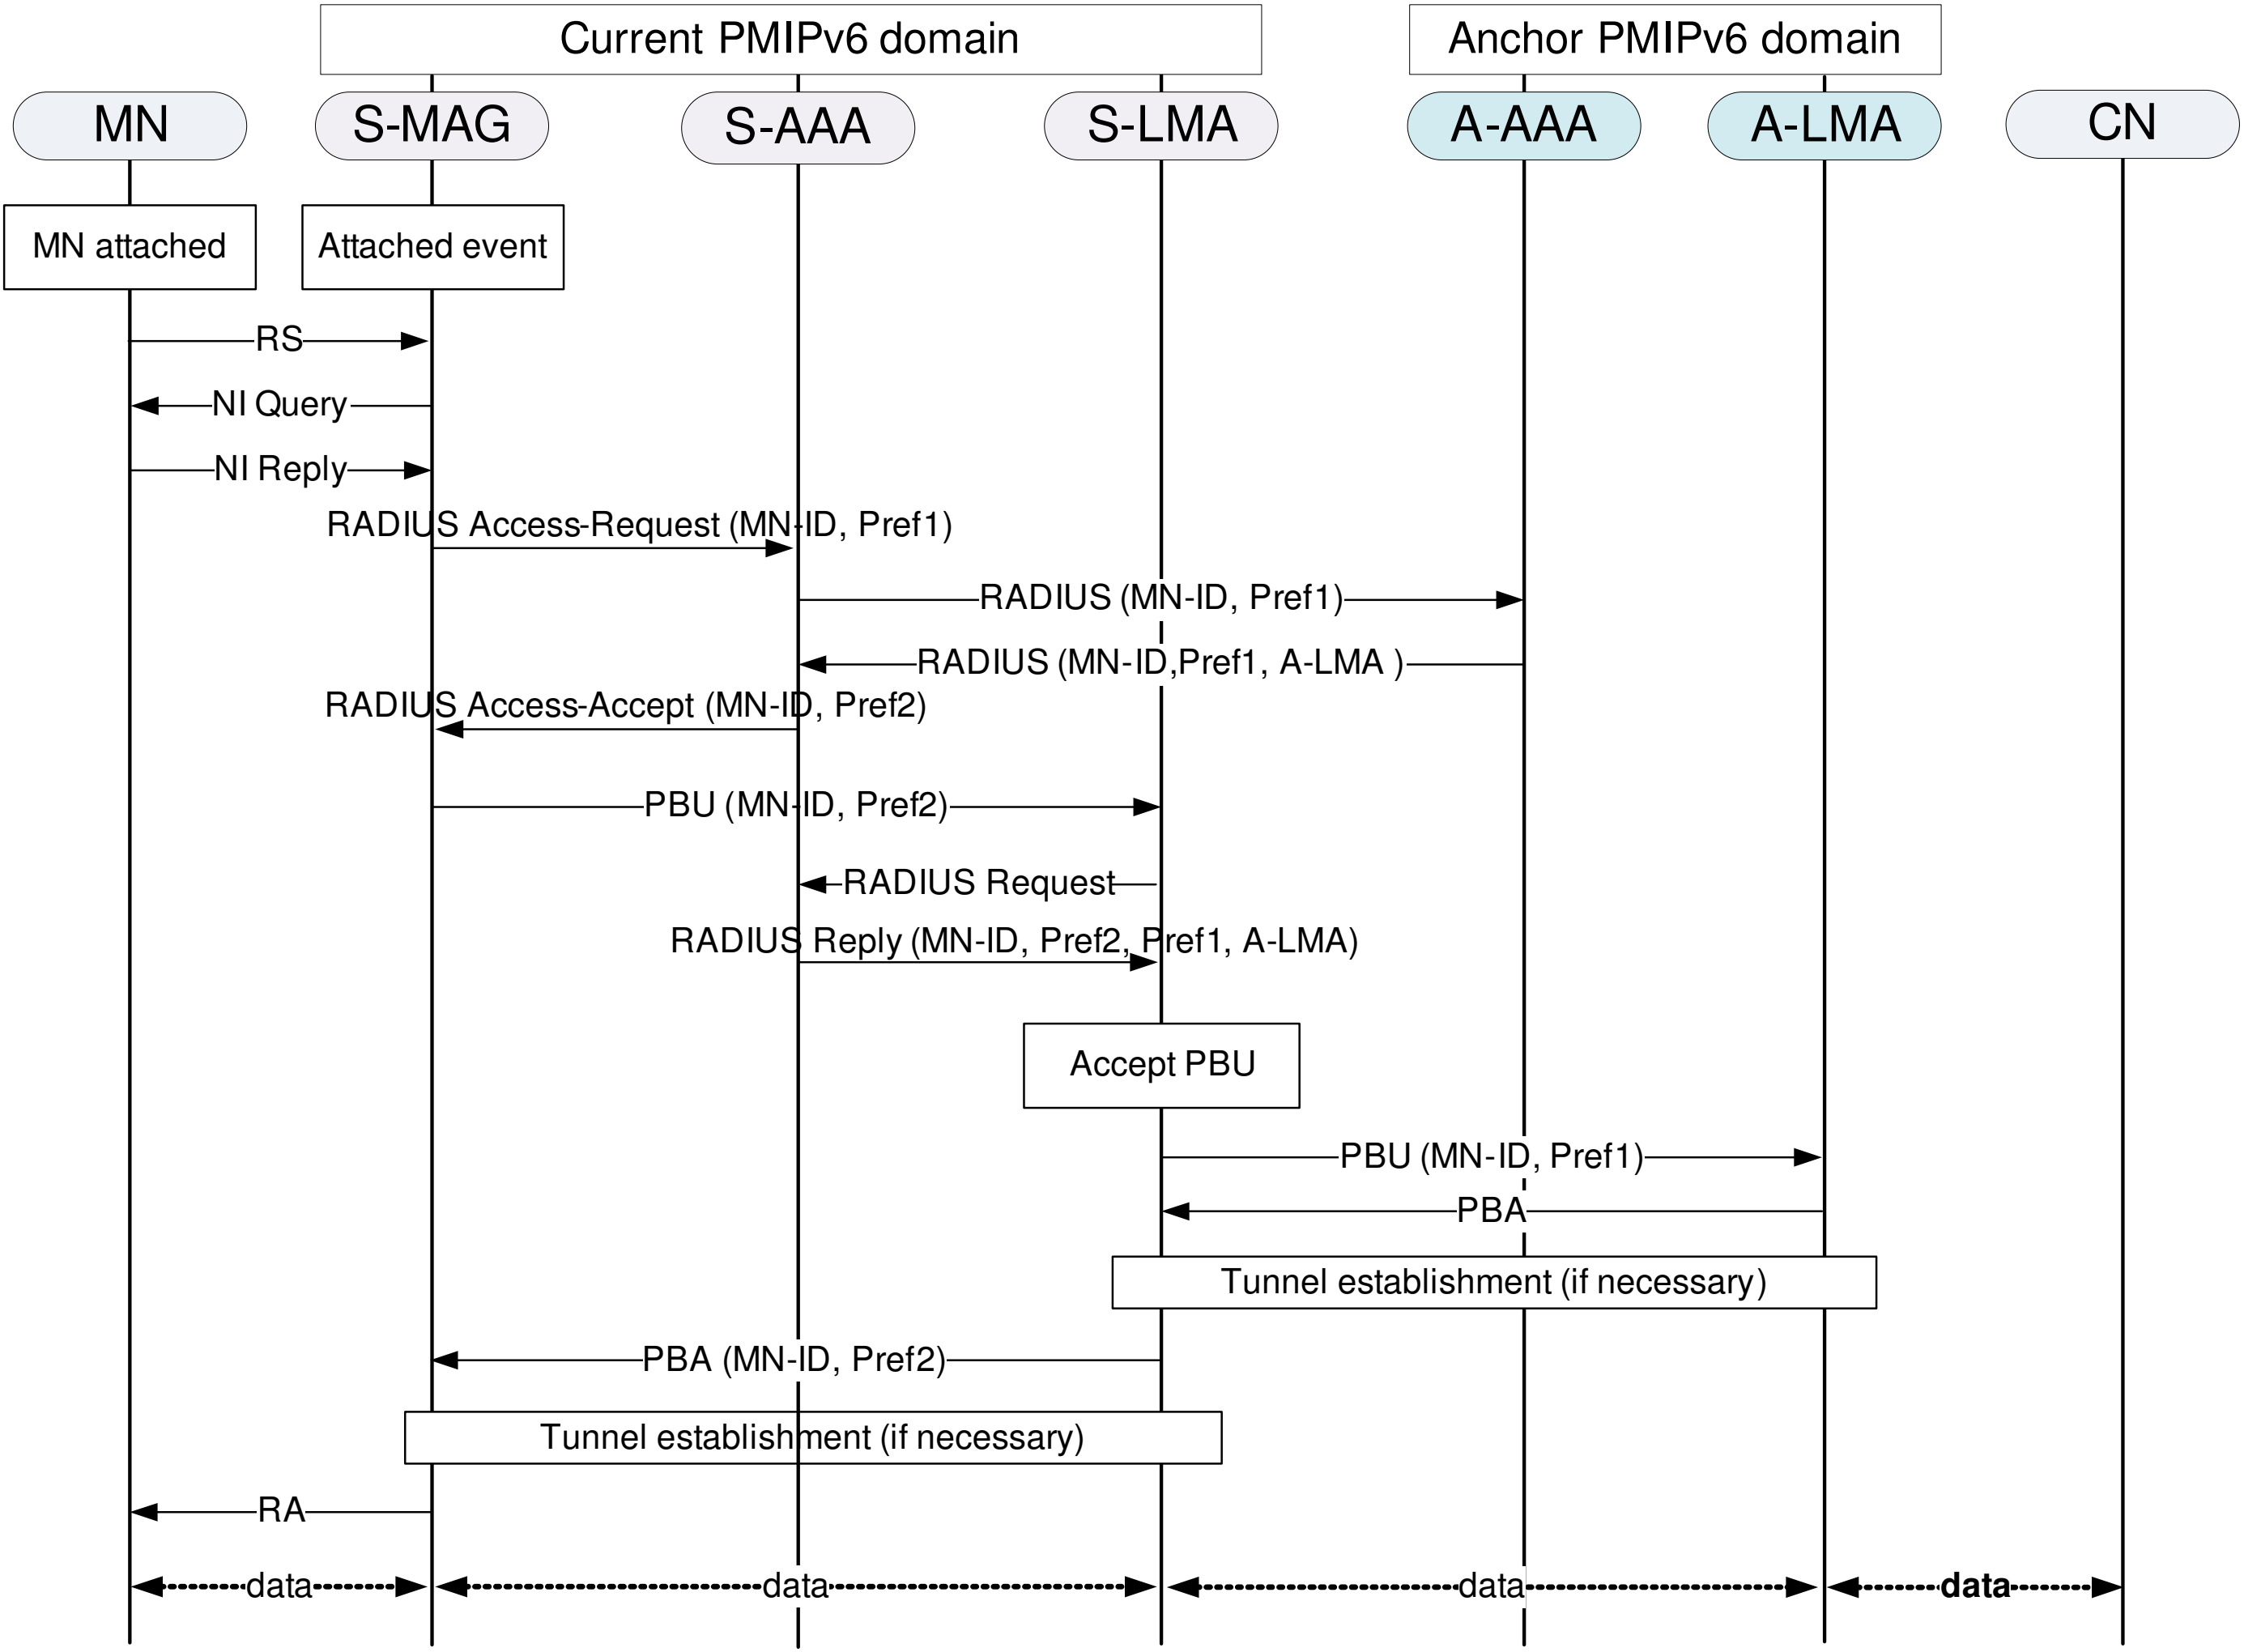 Current PMIPv6 domain
Anchor PMIPv6 domain
MN
S-MAG
S-AAA
S-LMA
A-AAA
A-LMA
CN
MN attached
Attached event
RS
NI Query
NI Reply
RADIUS Access-Request (MN-ID, Pref1)
RADIUS (MN-ID, Pref1)
RADIUS (MN-ID,Pref1, A-LMA )
RADIUS Access-Accept (MN-ID, Pref2)
PBU (MN-ID, Pref2)
RADIUS Request
RADIUS Reply (MN-ID, Pref2, Pref1, A-LMA)
Accept PBU
PBU (MN-ID, Pref1)
PBA
Tunnel establishment (if necessary)
PBA (MN-ID, Pref2)
Tunnel establishment (if necessary)
RA
data
data
data
data